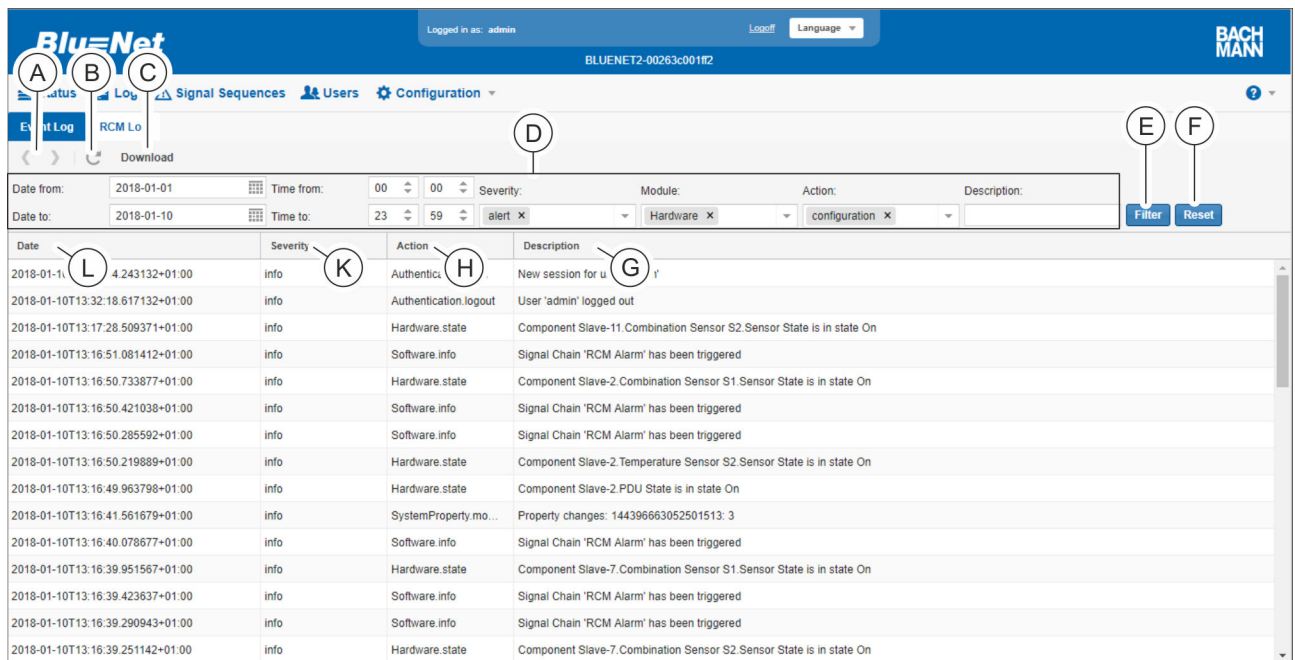 Logged in as: admin Logoff Language
Blu=Net
BACH
MANN
BLUENET2-00263c001ff2
A B C
Signal Sequences Users Configuration ?
Event Log RCM Lo
D E F
Download
Date from: 2018-01-01 Time from: 00 00 Severity: Module: Action: Description:
Date to: 2018-01-10 Time to: 23 59 alert × Hardware × configuration × Filter Reset
Date Severity Action Description
L K H G
4.243132+01:00 info New session for
2018-01-10T13:32:18.617132+01:00 info Authentication.logout User 'admin' logged out
2018-01-10T13:17:28.509371+01:00 info Hardware.state Component Slave-11.Combination Sensor S2.Sensor State is in state On
2018-01-10T13:16:51.081412+01:00 info Software.info Signal Chain 'RCM Alarm' has been triggered
2018-01-10T13:16:50.733877+01:00 info Hardware.state Component Slave-2.Combination Sensor S1.Sensor State is in state On
2018-01-10T13:16:50.421038+01:00 info Software.info Signal Chain 'RCM Alarm' has been triggered
2018-01-10T13:16:50.285592+01:00 info Software.info Signal Chain 'RCM Alarm' has been triggered
2018-01-10T13:16:50.219889+01:00 info Hardware.state Component Slave-2.Temperature Sensor S2.Sensor State is in state On
2018-01-10T13:16:49.963798+01:00 info Hardware.state Component Slave-2.PDU State is in state On
2018-01-10T13:16:41.561679+01:00 info SystemProperty.mo... Property changes: 144396663052501513: 3
2018-01-10T13:16:40.078677+01:00 info Software.info Signal Chain 'RCM Alarm' has been triggered
2018-01-10T13:16:39.951567+01:00 info Hardware.state Component Slave-7.Combination Sensor S1.Sensor State is in state On
2018-01-10T13:16:39.423637+01:00 info Software.info Signal Chain 'RCM Alarm' has been triggered
2018-01-10T13:16:39.290943+01:00 info Software.info Signal Chain 'RCM Alarm' has been triggered
2018-01-10T13:16:39.251142+01:00 info Hardware.state Component Slave-7.Combination Sensor S2.Sensor State is in state On